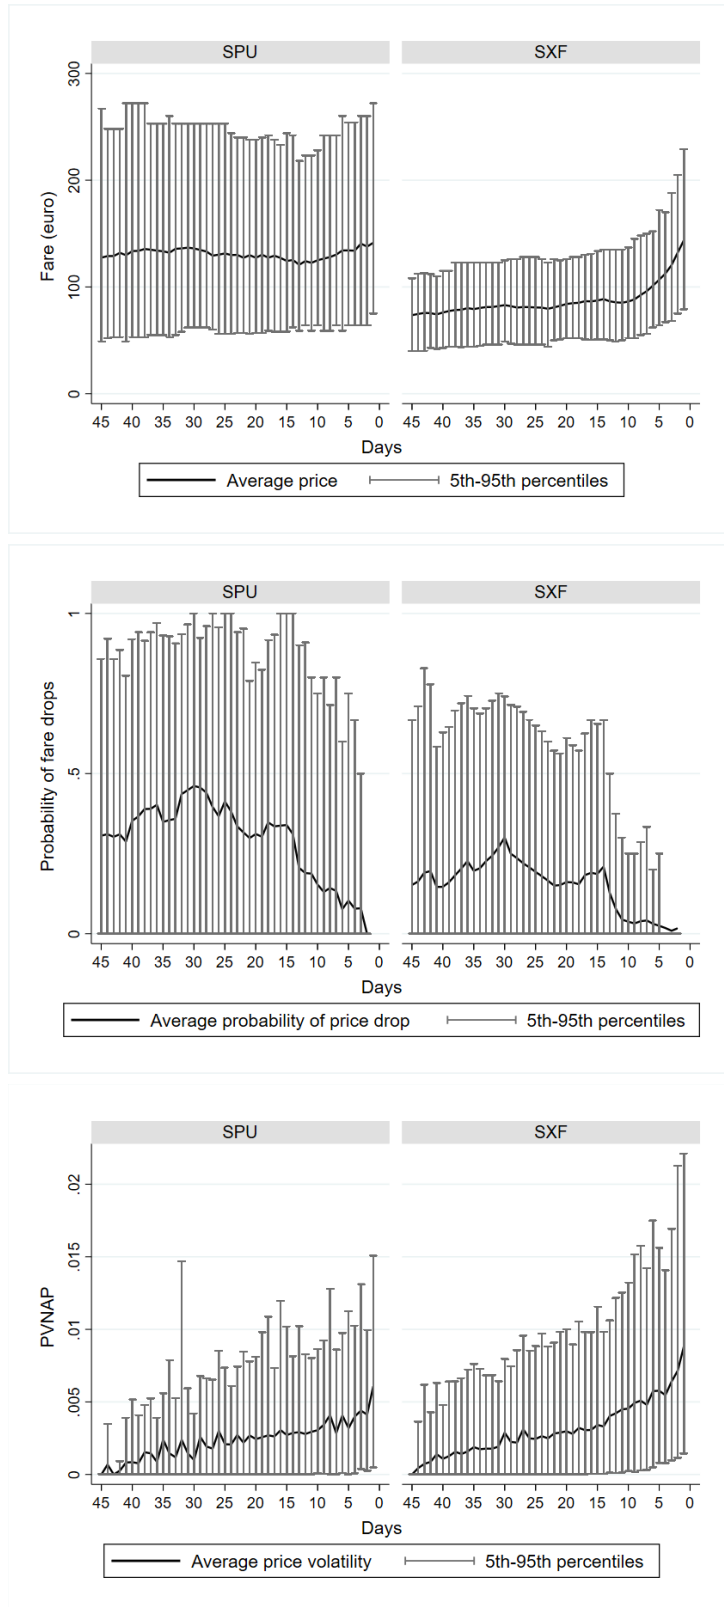 SPU SXF
300
200
100
0
Fare (euro)
45 40 35 30 25 20 15 10 5 0 45 40 35 30 25 20 15 10 5 0
Days
Average price 5th-95th percentiles
SPU SXF
1
.5
0
Probability of fare drops
45 40 35 30 25 20 15 10 5 0 45 40 35 30 25 20 15 10 5 0
Days
Average probability of price drop 5th-95th percentiles
SPU SXF
.02
.015
.01
.005
0
PVNAP
45 40 35 30 25 20 15 10 5 0 45 40 35 30 25 20 15 10 5 0
Days
Average price volatility 5th-95th percentiles